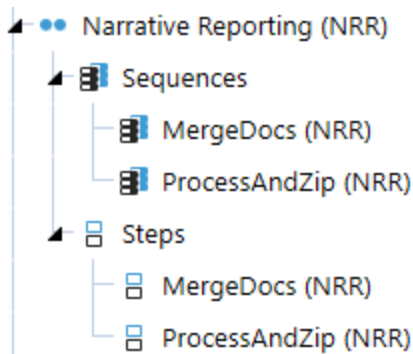 Narrative Reporting (NRR)
Sequences
MergeDocs (NRR)
ProcessAndZip (NRR)
Steps
MergeDocs (NRR)
ProcessAndZip (NRR)